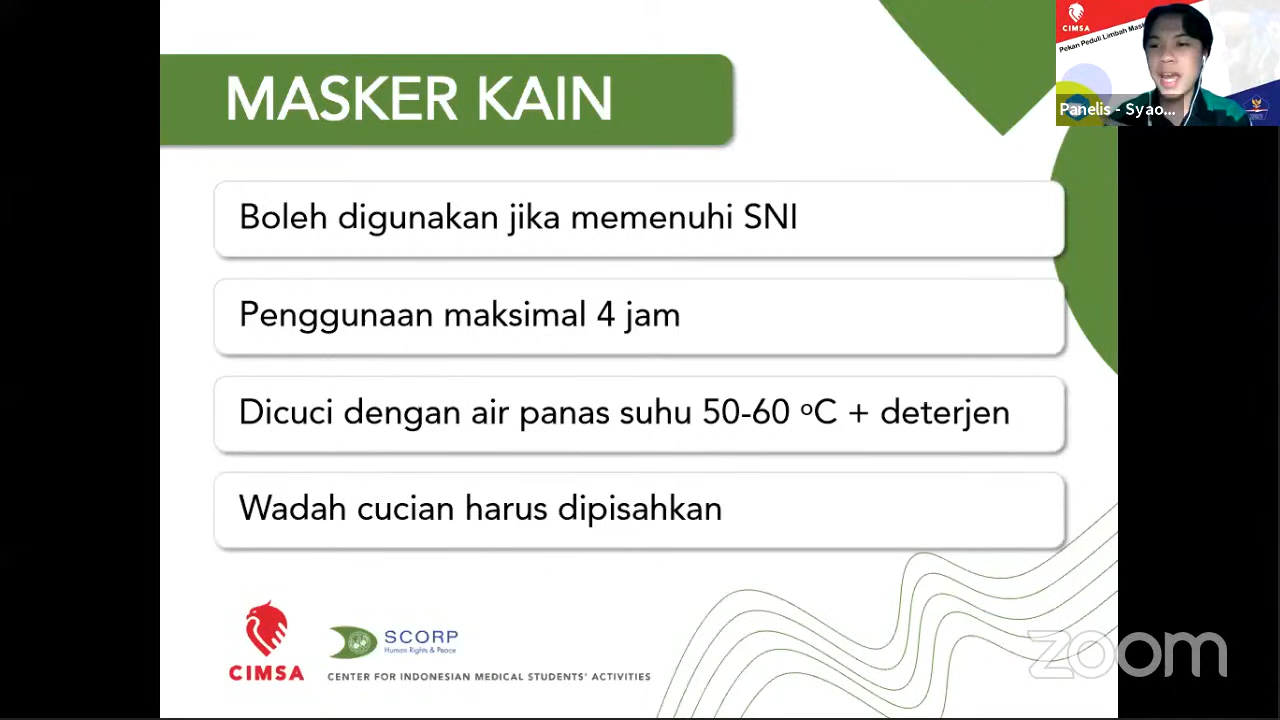 MASKER KAIN
Boleh digunakan jika memenuhi SNI
Penggunaan maksimal 4 jam
Dicuci dengan air panas suhu 50-60 ºC + deterjen
Wadah cucian harus dipisahkan
CIMSA
SCORP
Human Rights & Peace
CENTER FOR INDONESIAN MEDICAL STUDENTS' ACTIVITIES
CIMSA
Pekan Peduli Limbah Mask
Panelis - Syao...
zoom